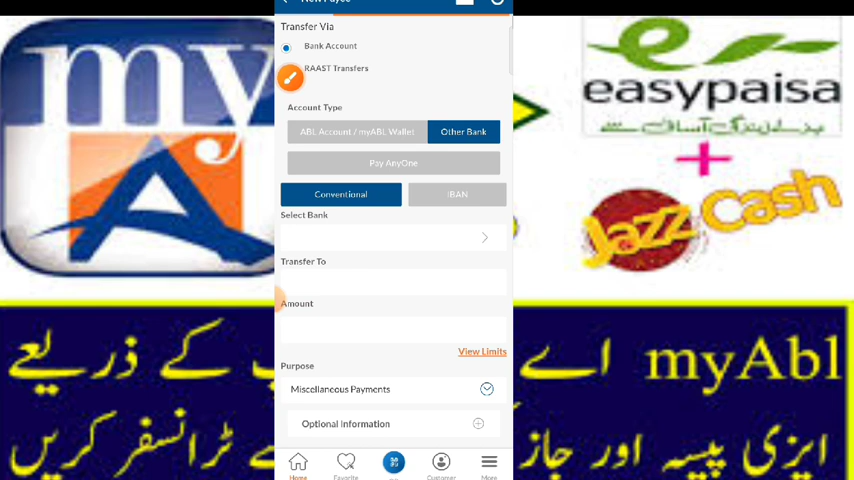 my
easypaisa
+
Jazz Cash
Transfer Via
Bank Account
RAAST Transfers
Account Type
ABL Account / myABL Wallet
Other Bank
Pay AnyOne
Conventional
IBAN
Select Bank
Transfer To
Amount
View Limits
Purpose
Miscellaneous Payments
Optional Information
Home
Favorite
Customer
More
myAbl اے
کے ذریعے
ایزی پیسہ اور جاز
ٹرانسفر کریں